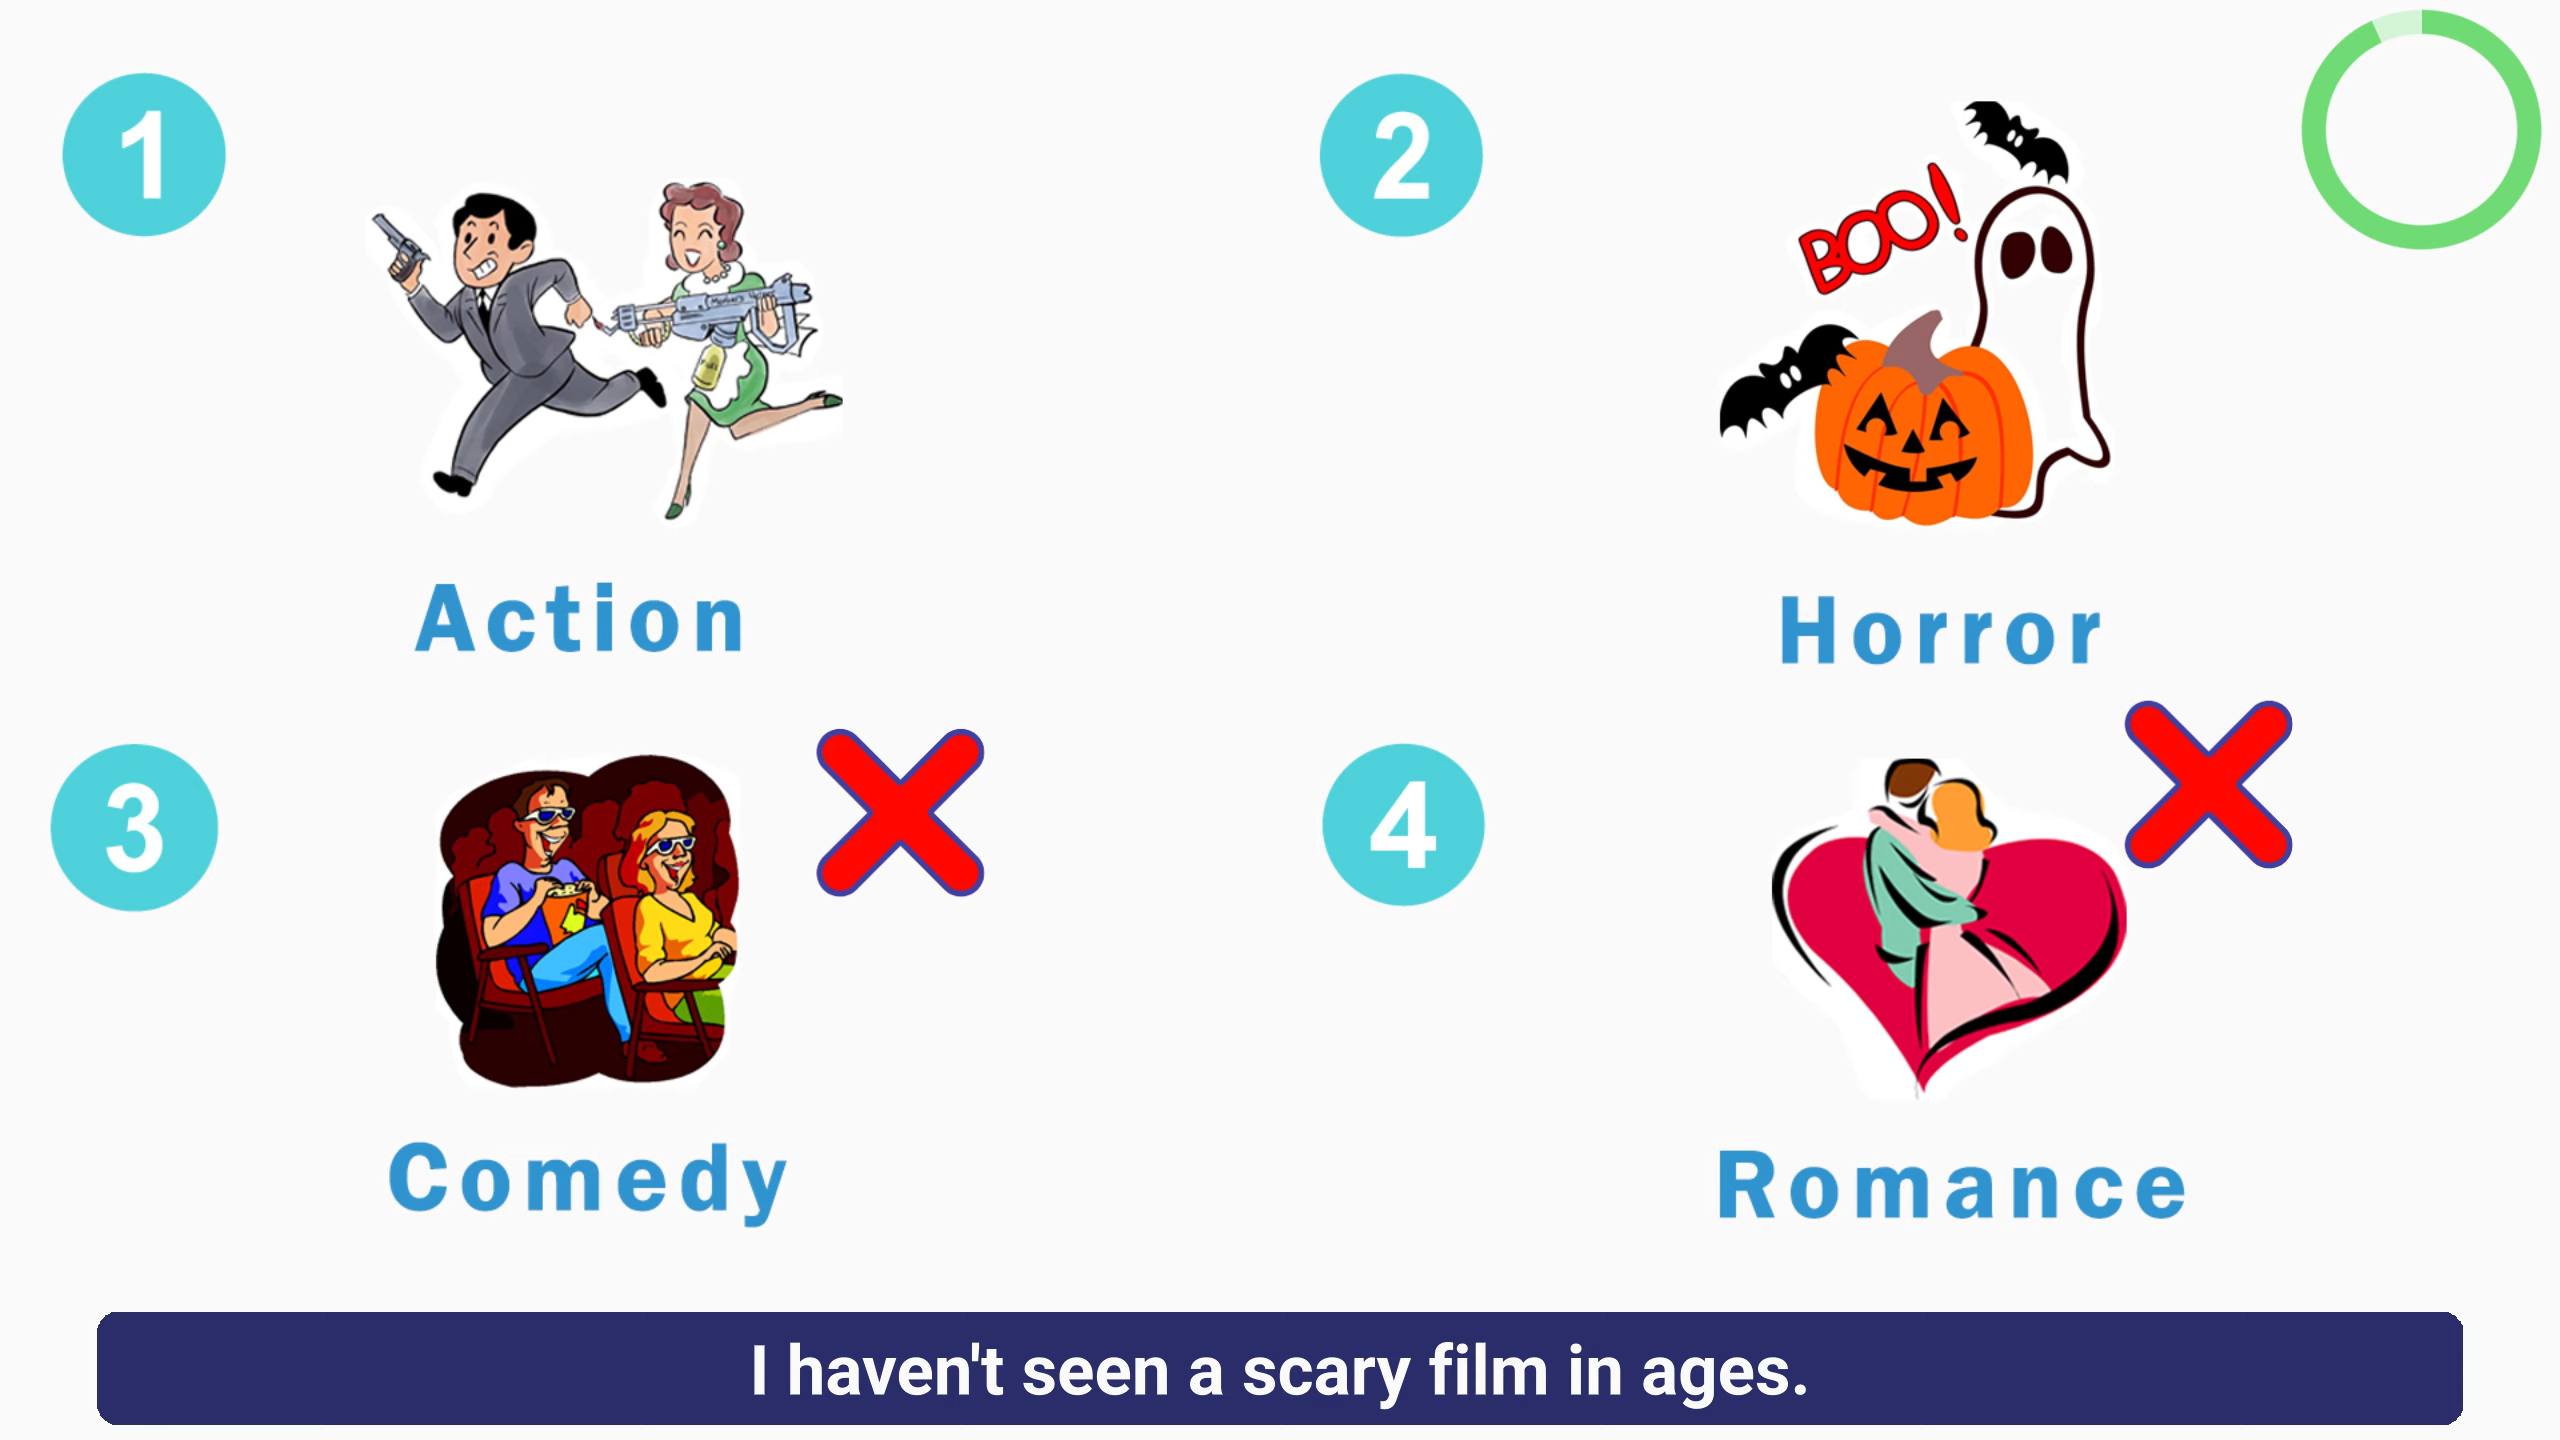 1
2
BOO!
Action
Horror
3
4
Comedy
Romance
I haven't seen a scary film in ages.